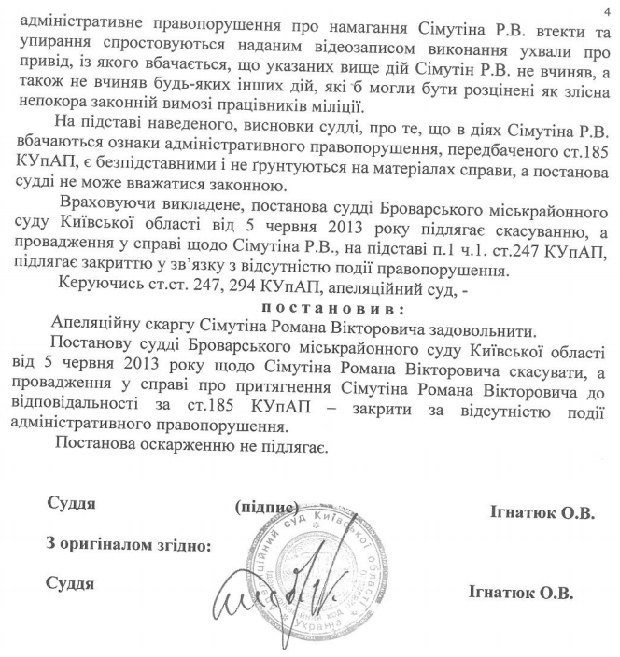 4
адміністративне правопорушення про намагання Сімутіна Р.В. втекти та
упирання спростовуються наданим відеозаписом виконання ухвали про
привід, із якого вбачається, що указаних вище дій Сімутін Р.В. не вчиняв, а
також не вчиняв будь-яких інших дій, які б могли бути розцінені як злісна
непокора законній вимозі працівників міліції.
На підставі наведеного, висновки судді, про те, що в діях Сімутіна Р.В.
вбачаються ознаки адміністративного правопорушення, передбаченого ст.185
КУпАП, є безпідставними і не ґрунтуються на матеріалах справи, а постанова
судді не може вважатися законною.
Враховуючи викладене, постанова судді Броварського міськрайонного
суду Київської області від 5 червня 2013 року підлягає скасуванню, а
провадження у справі щодо Сімутіна Р.В., на підставі п.1 ч.1. ст.247 КУпАП,
підлягає закриттю у зв’язку з відсутністю події правопорушення.
Керуючись ст.ст. 247, 294 КУпАП, апеляційний суд, -
постановив:
Апеляційну скаргу Сімутіна Романа Вікторовича задовольнити.
Постанову судді Броварського міськрайонного суду Київської області
від 5 червня 2013 року щодо Сімутіна Романа Вікторовича скасувати, а
провадження у справі про притягнення Сімутіна Романа Вікторовича до
відповідальності за ст.185 КУпАП – закрити за відсутністю події
адміністративного правопорушення.
Постанова оскарженню не підлягає.
Суддя (підпис) Ігнатюк О.В.
З оригіналом згідно:
Суддя Ігнатюк О.В.
суд Київської області
Україна